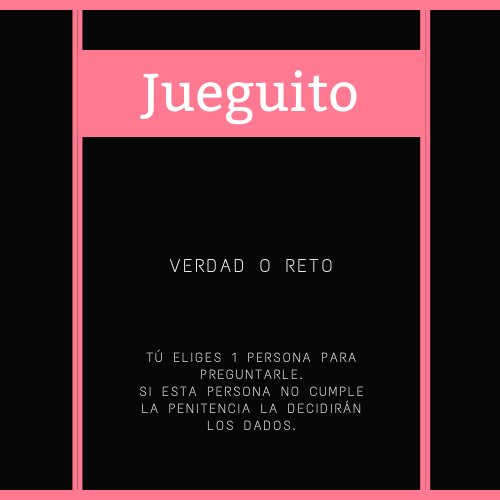 Jueguito
VERDAD O RETO
TÚ ELIGES 1 PERSONA PARA
PREGUNTARLE.
SI ESTA PERSONA NO CUMPLE
LA PENITENCIA LA DECIDIRÁN
LOS DADOS.